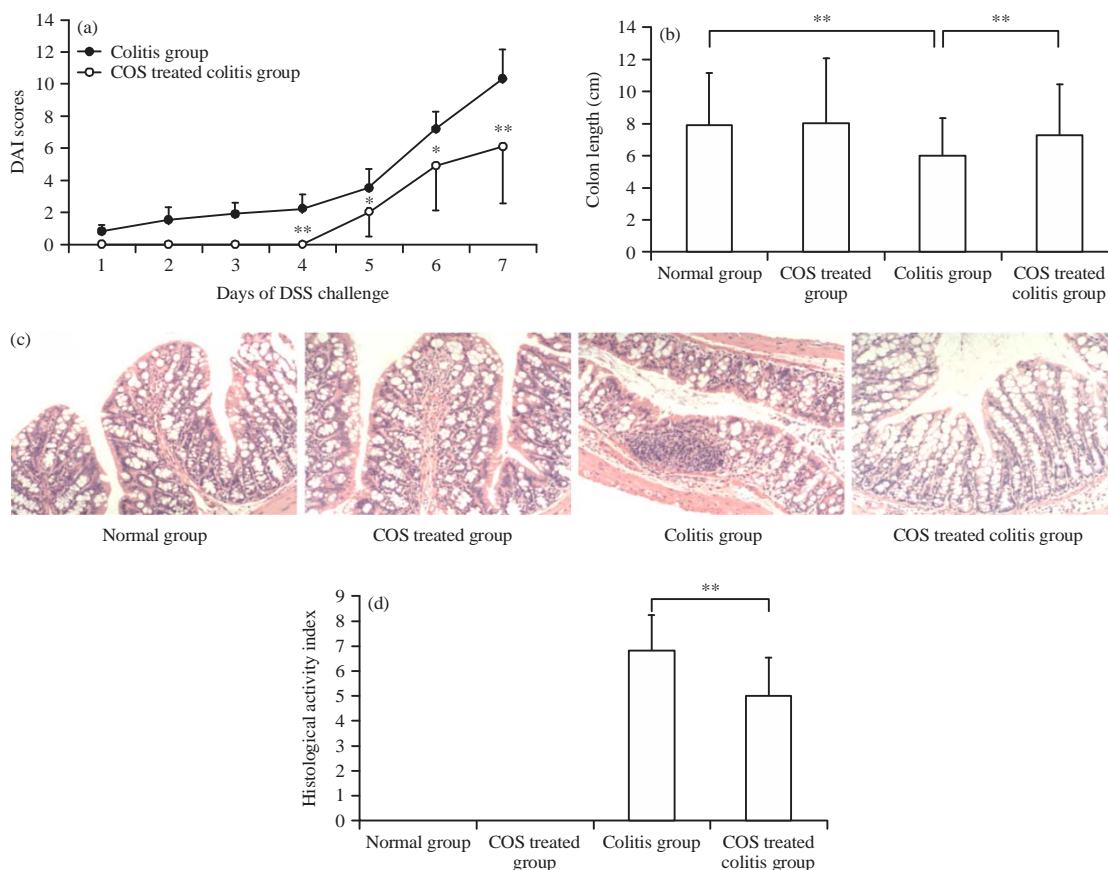 (a)
14
12
10
8
6
4
2
0
DAI scores
Colitis group
COS treated colitis group
**
*
*
**
1 2 3 4 5 6 7
Days of DSS challenge
(b)
14
12
10
8
6
4
2
0
Colon length (cm)
** **
Normal group COS treated group Colitis group COS treated colitis group
(c)
Normal group COS treated group Colitis group COS treated colitis group
(d)
9
8
7
6
5
4
3
2
1
0
Histological activity index
**
Normal group COS treated group Colitis group COS treated colitis group